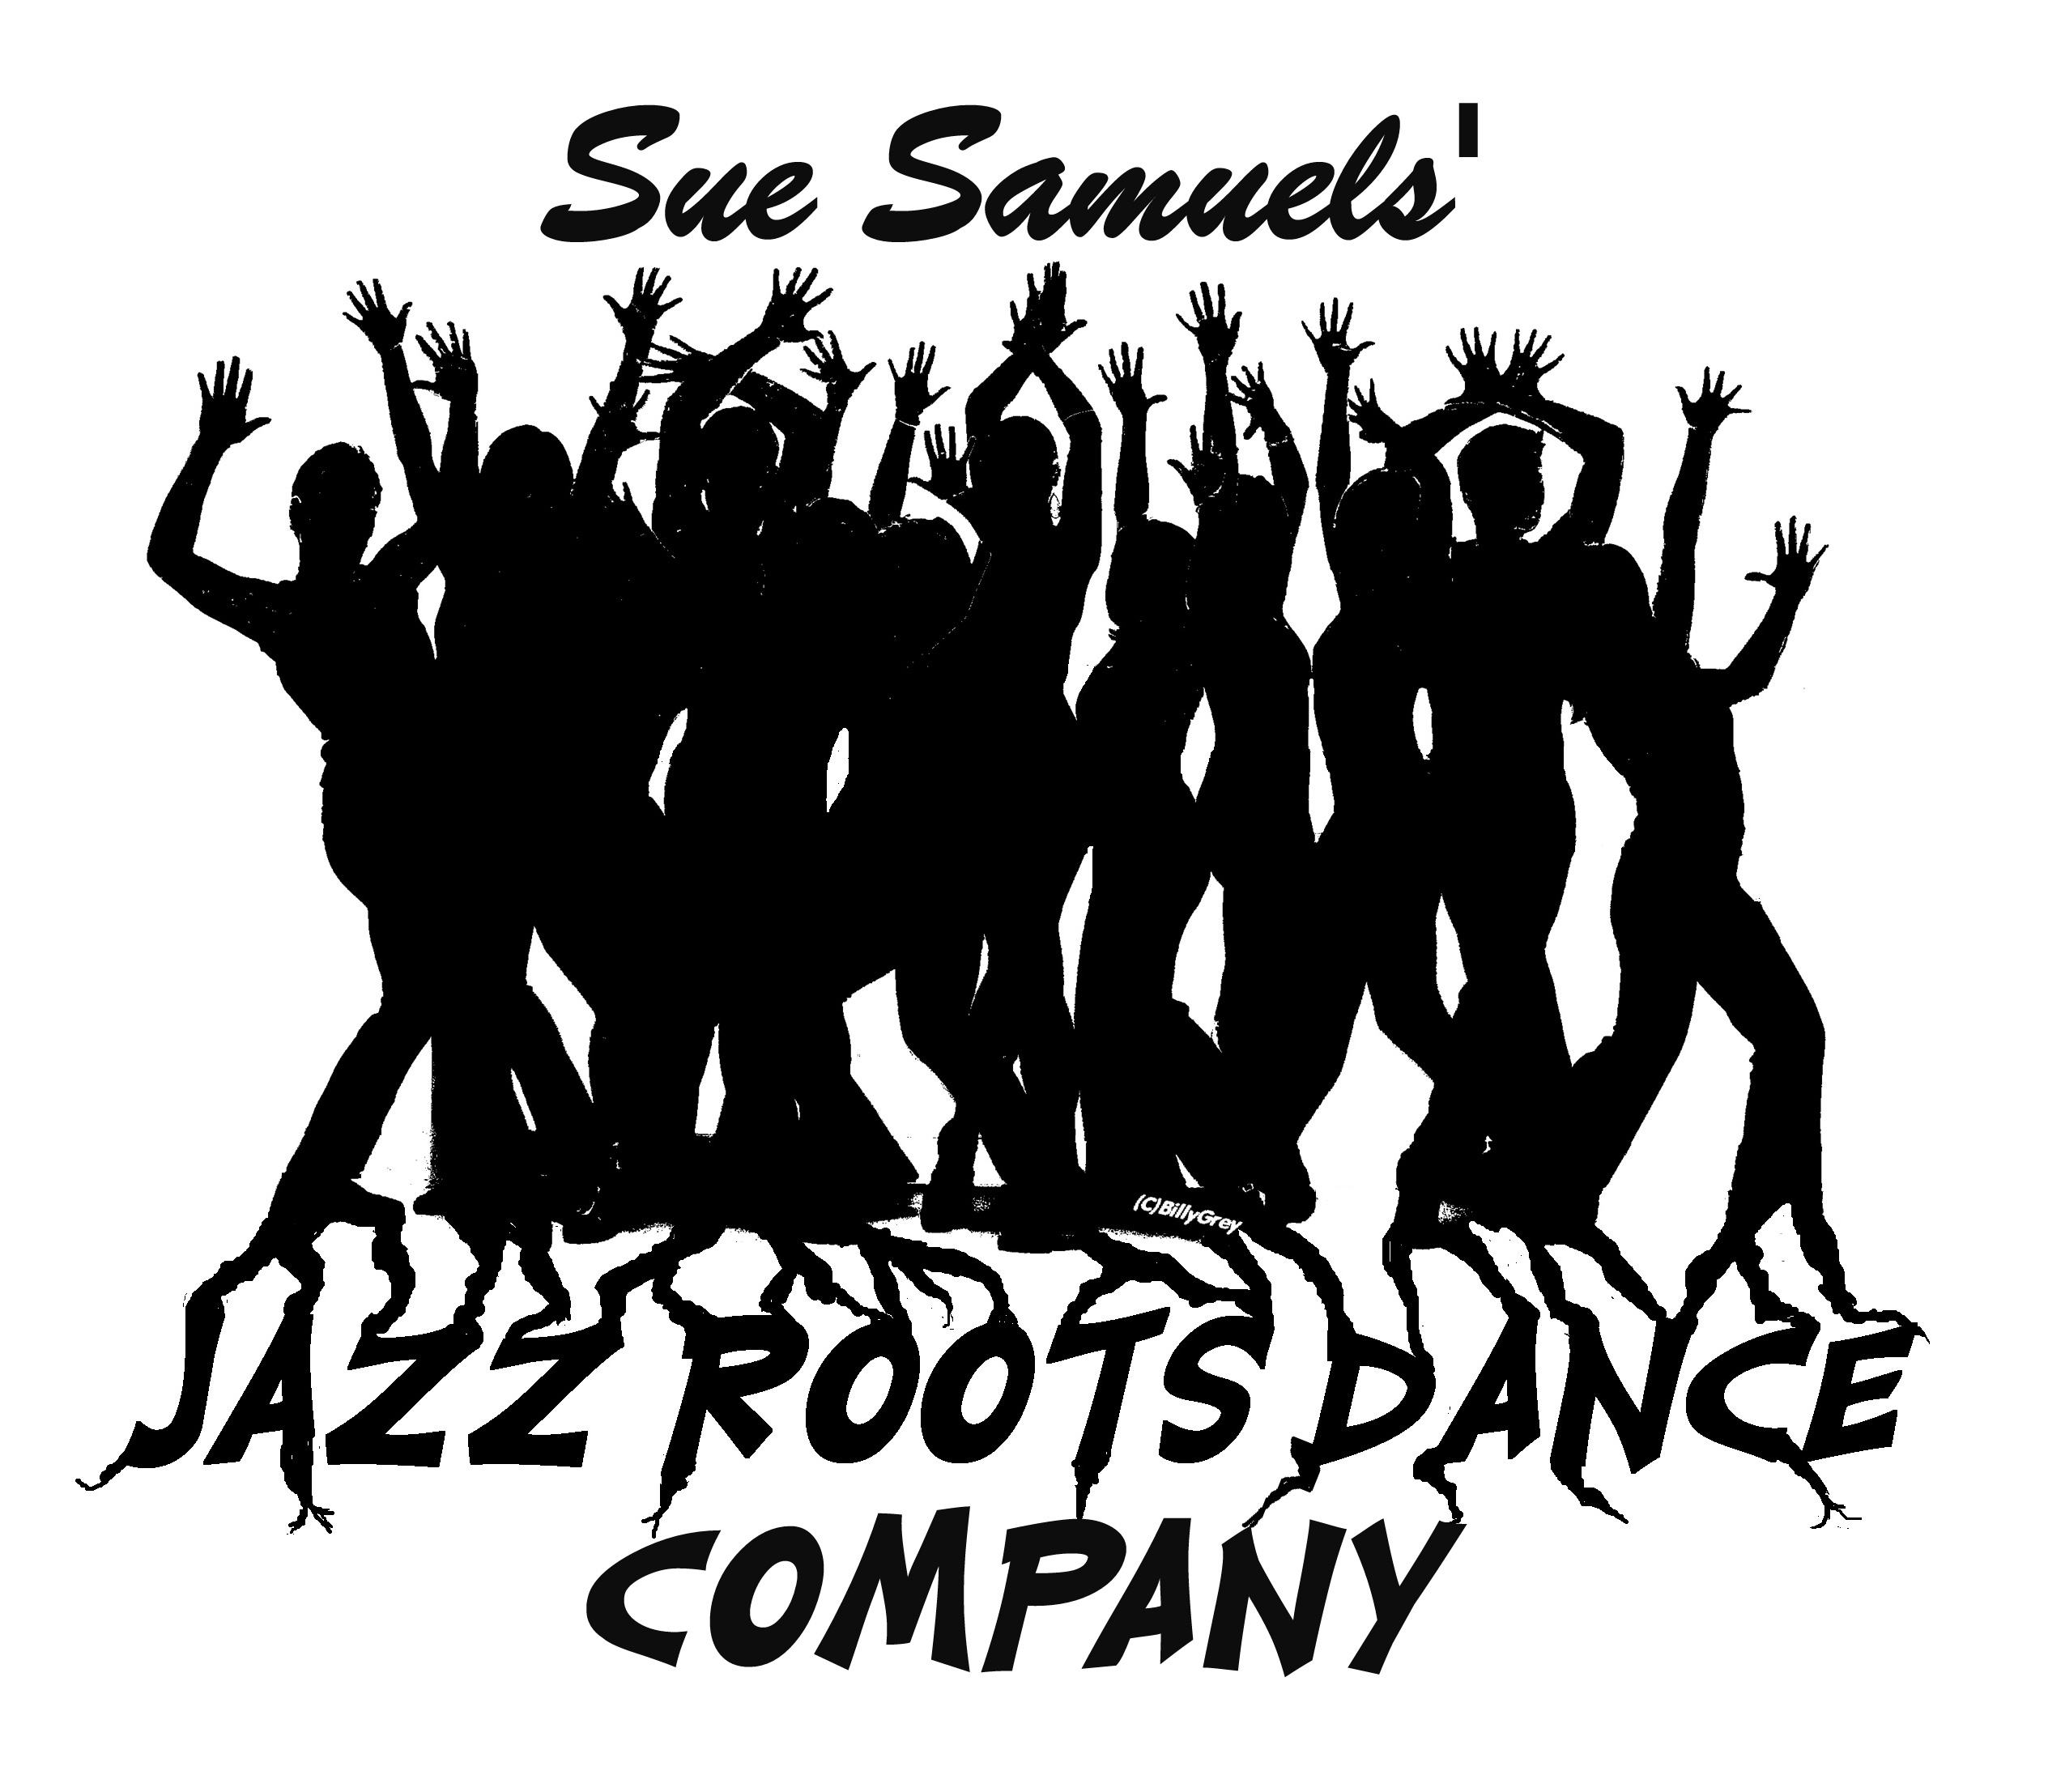 Sue Samuels'
(C)BillyGrey
JAZZ ROOTS DANCE
COMPANY